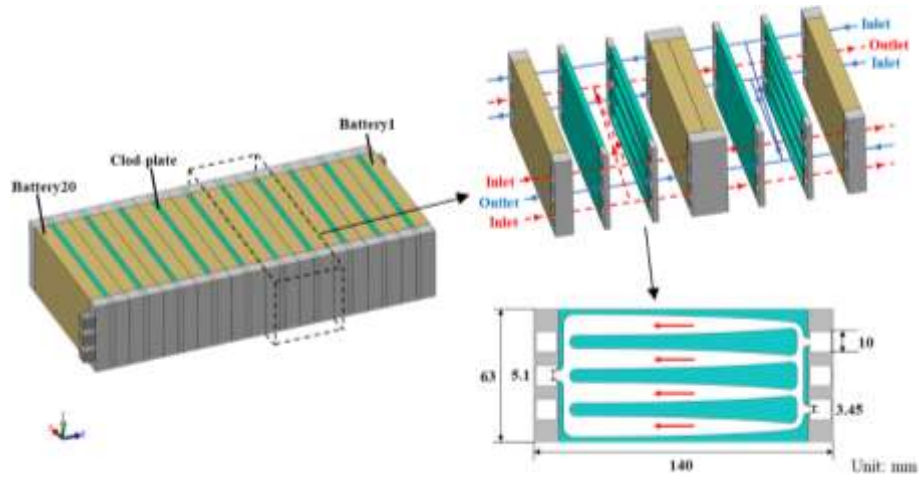 Inlet
Outlet
Inlet
Battery1
Clod-plate
Battery20
Inlet
Outlet
Inlet
10
63
5.1
3.45
140
Unit: mm